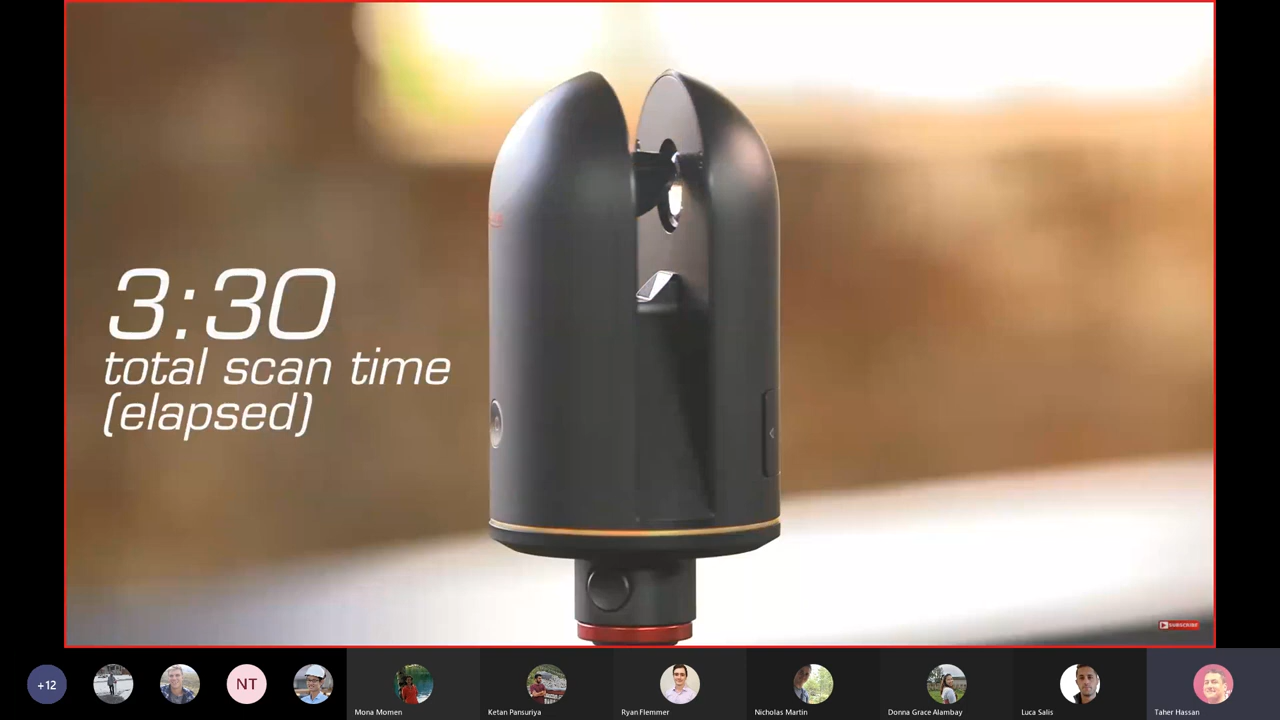 3:30
total scan time
(elapsed)
SUBSCRIBE
+12
NT
Mona Momen
Ketan Pansuriya
Ryan Flemmer
Nicholas Martin
Donna Grace Alambay
Luca Salis
Taher Hassan